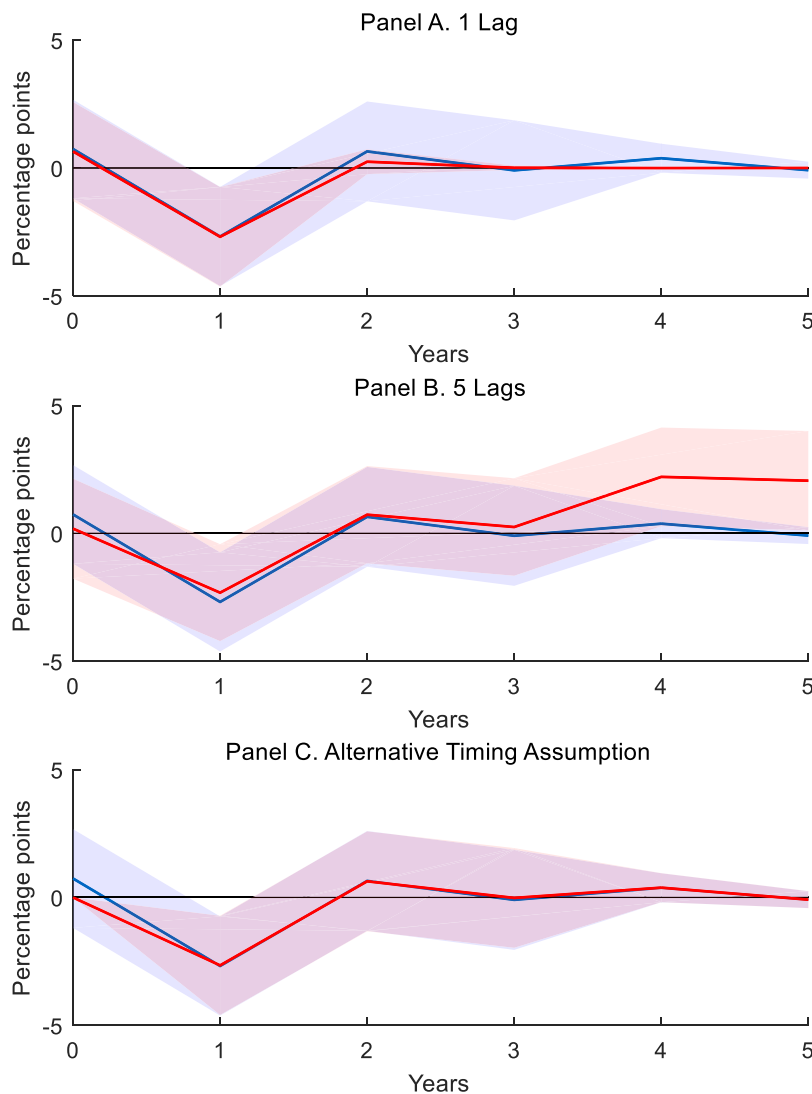 Panel A. 1 Lag
Percentage points
5
0
-5
0 1 2 3 4 5
Years
Panel B. 5 Lags
Percentage points
5
0
-5
0 1 2 3 4 5
Years
Panel C. Alternative Timing Assumption
Percentage points
5
0
-5
0 1 2 3 4 5
Years